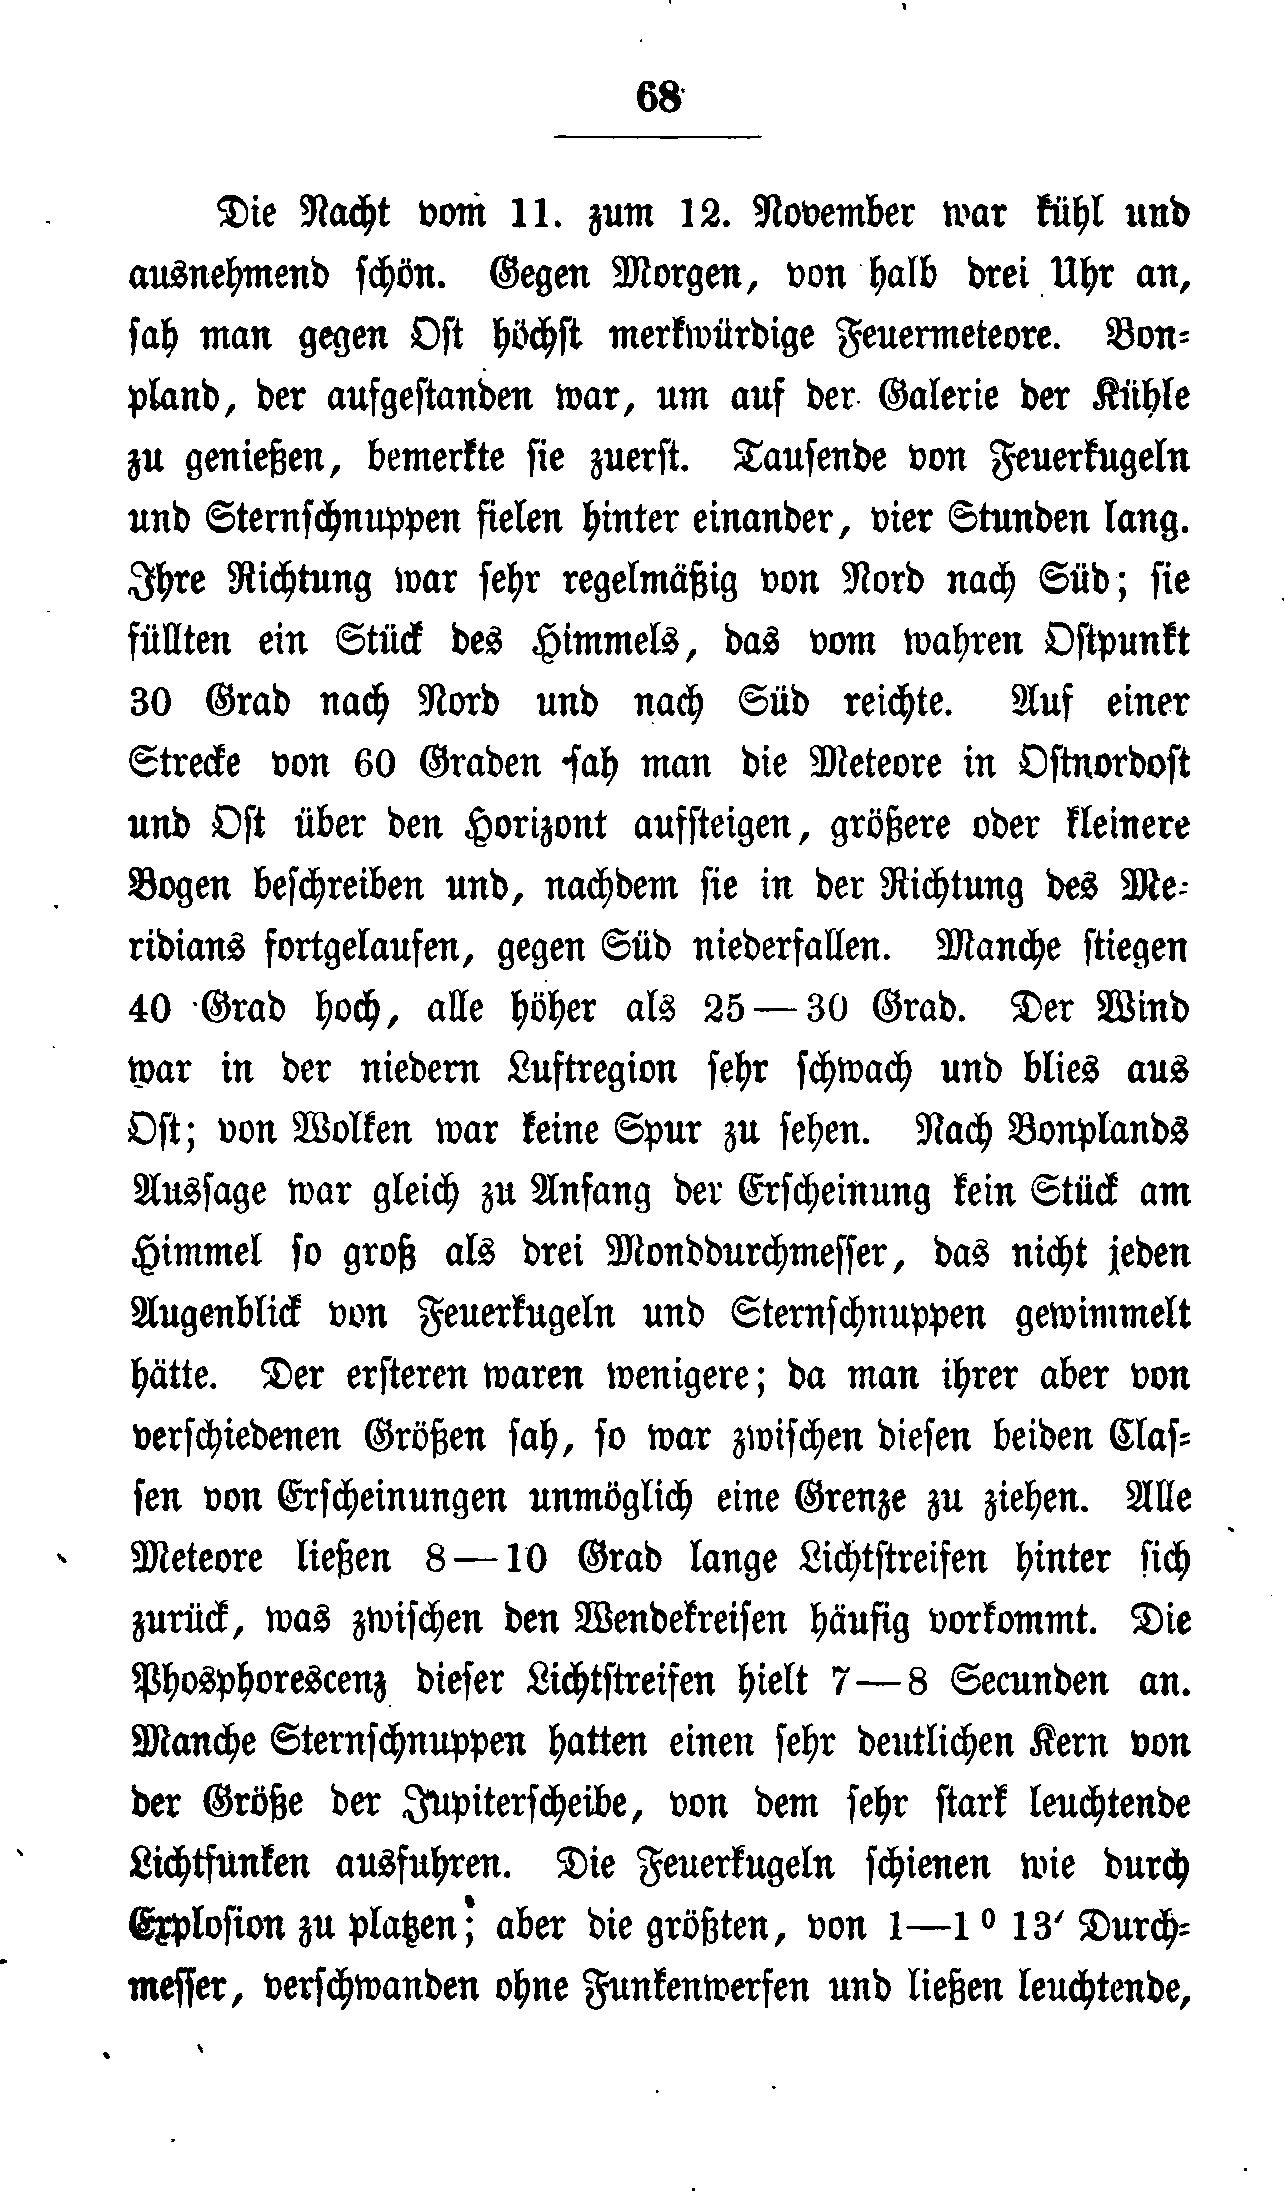 68
Die Nacht vom 11. zum 12. November war kühl und
ausnehmend schön. Gegen Morgen, von halb drei Uhr an,
sah man gegen Ost höchst merkwürdige Feuermeteore. Bon-
pland, der aufgestanden war, um auf der Galerie der Kühle
zu genießen, bemerkte sie zuerst. Tausende von Feuerkugeln
und Sternschnuppen fielen hinter einander, vier Stunden lang.
Ihre Richtung war sehr regelmäßig von Nord nach Süd; sie
füllten ein Stück des Himmels, das vom wahren Ostpunkt
30 Grad nach Nord und nach Süd reichte. Auf einer
Strecke von 60 Graden sah man die Meteore in Ostnordost
und Ost über den Horizont aufsteigen, größere oder kleinere
Bogen beschreiben und, nachdem sie in der Richtung des Me-
ridians fortgelaufen, gegen Süd niederfallen. Manche stiegen
40 Grad hoch, alle höher als 25—30 Grad. Der Wind
war in der niedern Luftregion sehr schwach und blies aus
Ost; von Wolken war keine Spur zu sehen. Nach Bonplands
Aussage war gleich zu Anfang der Erscheinung kein Stück am
Himmel so groß als drei Monddurchmesser, das nicht jeden
Augenblick von Feuerkugeln und Sternschnuppen gewimmelt
hätte. Der ersteren waren wenigere; da man ihrer aber von
verschiedenen Größen sah, so war zwischen diesen beiden Clas-
sen von Erscheinungen unmöglich eine Grenze zu ziehen. Alle
Meteore ließen 8—10 Grad lange Lichtstreifen hinter sich
zurück, was zwischen den Wendekreisen häufig vorkommt. Die
Phosphorescenz dieser Lichtstreifen hielt 7—8 Secunden an.
Manche Sternschnuppen hatten einen sehr deutlichen Kern von
der Größe der Jupiterscheibe, von dem sehr stark leuchtende
Lichtfunken ausfuhren. Die Feuerkugeln schienen wie durch
Explosion zu platzen; aber die größten, von 1—1° 13′ Durch-
messer, verschwanden ohne Funkenwerfen und ließen leuchtende,